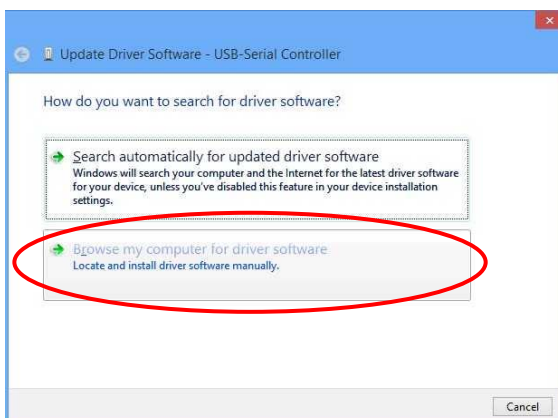 Update Driver Software - USB-Serial Controller
How do you want to search for driver software?
Search automatically for updated driver software
Windows will search your computer and the Internet for the latest driver software
for your device, unless you've disabled this feature in your device installation
settings.
Browse my computer for driver software
Locate and install driver software manually.
Cancel